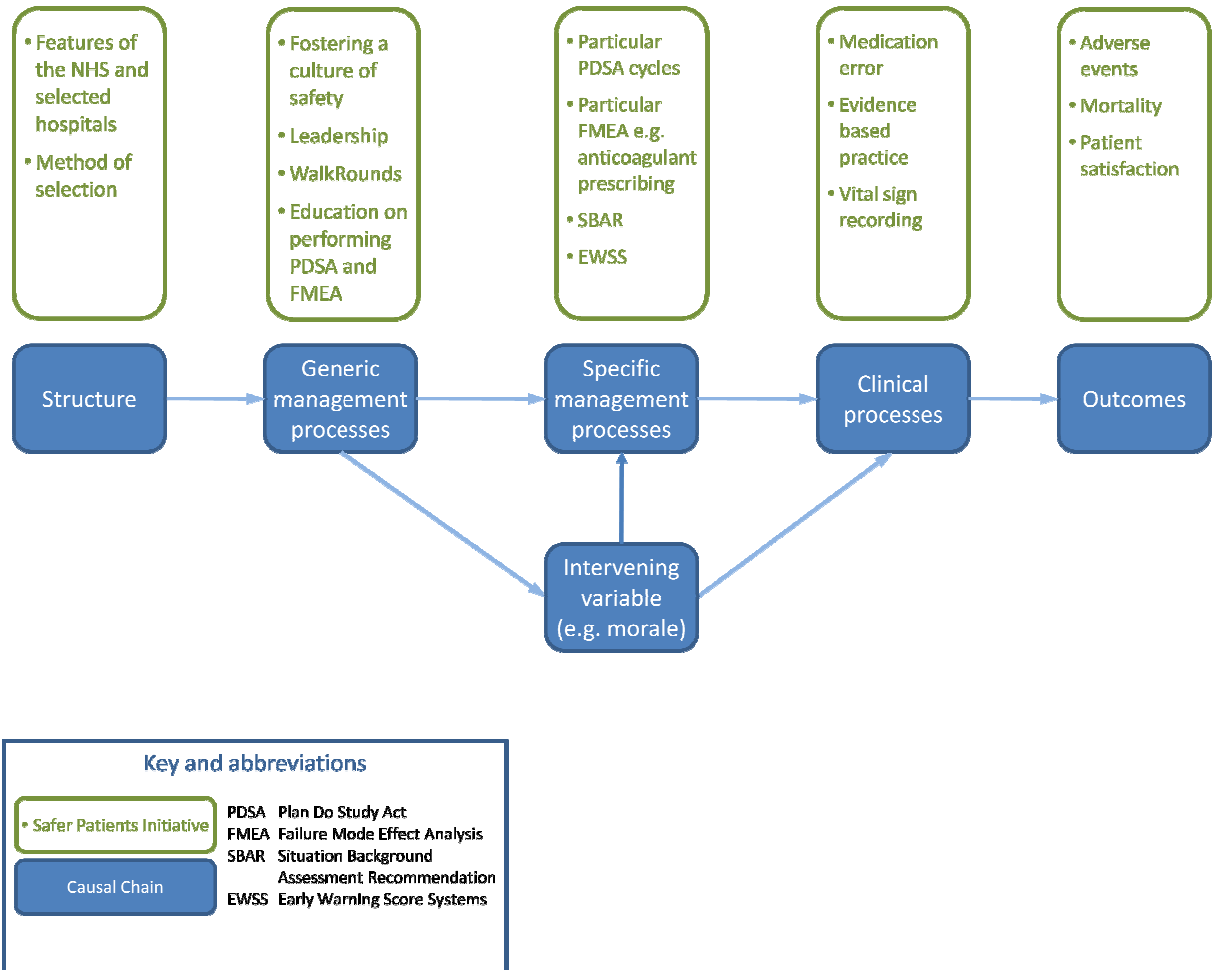 • Features of
the NHS and
selected
hospitals
• Method of
selection
• Fostering a
culture of
safety
• Leadership
• WalkRounds
• Education on
performing
PDSA and
FMEA
• Particular
PDSA cycles
• Particular
FMEA e.g.
anticoagulant
prescribing
• SBAR
• EWSS
• Medication
error
• Evidence
based
practice
• Vital sign
recording
• Adverse
events
• Mortality
• Patient
satisfaction
Structure
Generic
management
processes
Specific
management
processes
Clinical
processes
Outcomes
Intervening
variable
(e.g. morale)
Key and abbreviations
• Safer Patients Initiative
Causal Chain
PDSA Plan Do Study Act
FMEA Failure Mode Effect Analysis
SBAR Situation Background
Assessment Recommendation
EWSS Early Warning Score Systems